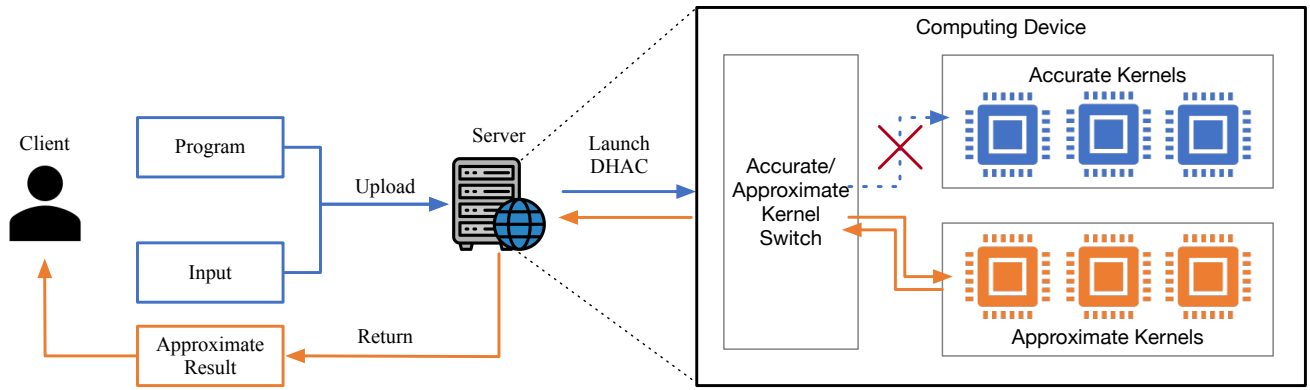 Client
Program
Input
Approximate
Result
Upload
Return
Server
Launch
DHAC
Computing Device
Accurate/
Approximate
Kernel
Switch
Accurate Kernels
Approximate Kernels